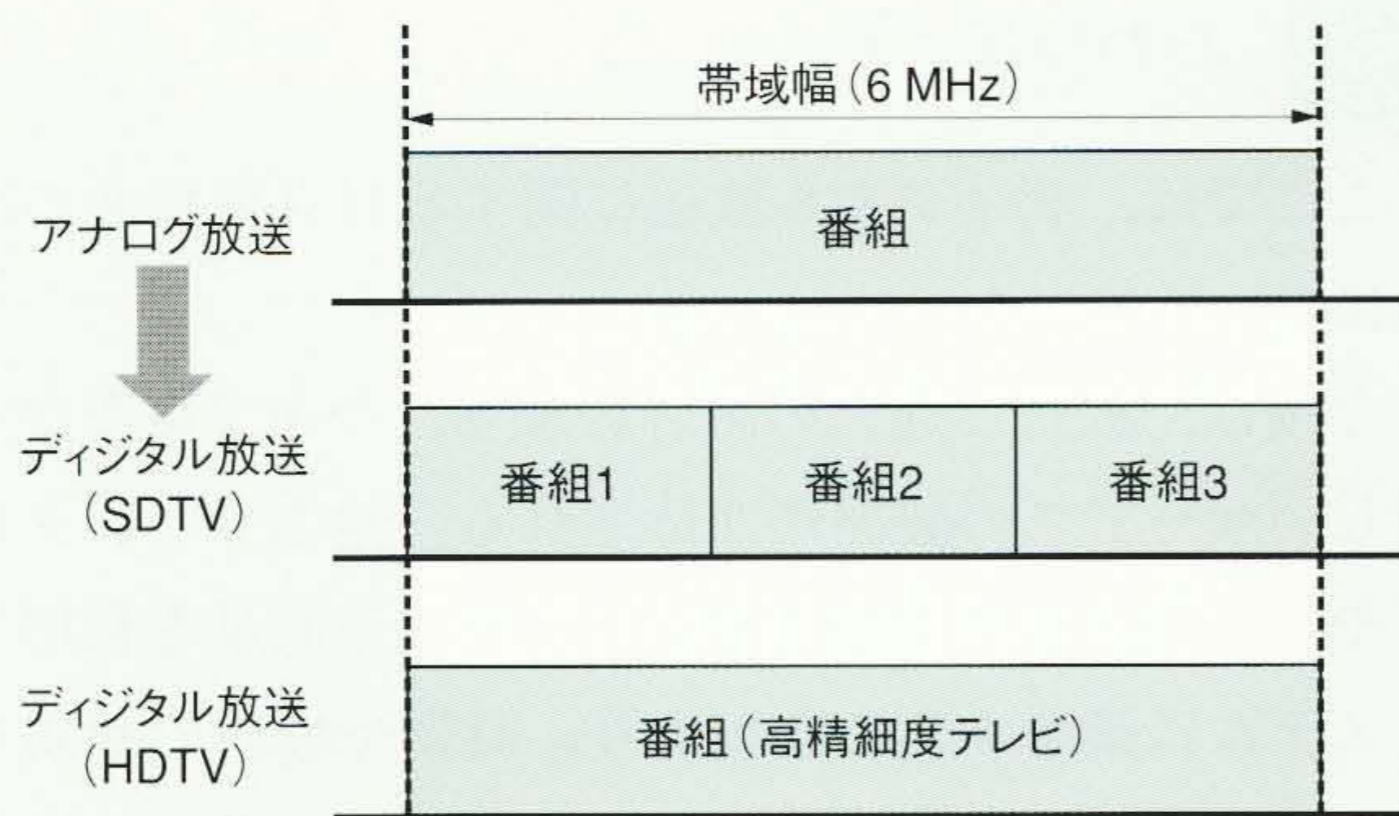 帯域幅(6 MHz)
アナログ放送
番組
ディジタル放送
(SDTV)
番組1
番組2
番組3
ディジタル放送
(HDTV)
番組(高精細度テレビ)